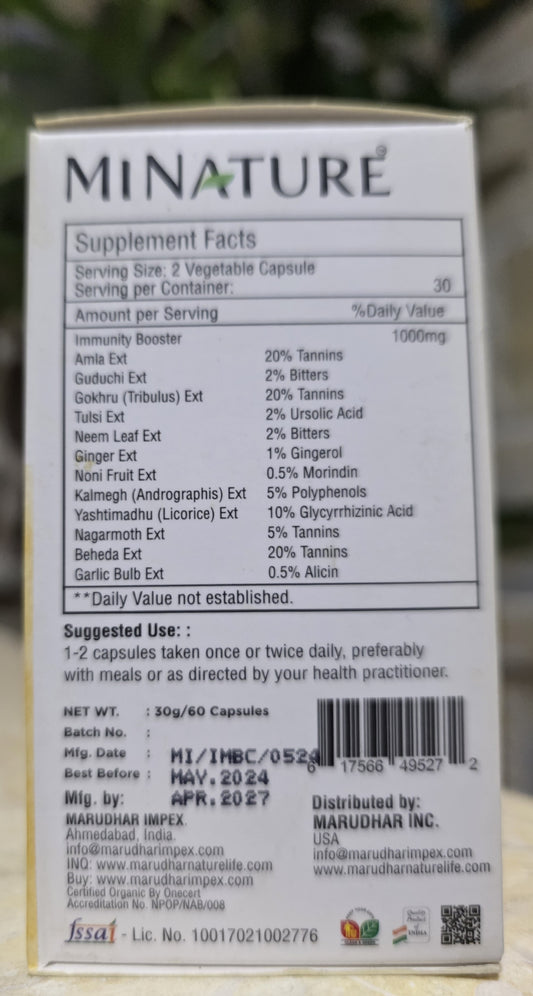 MINATURE
Supplement Facts
Serving Size: 2 Vegetable Capsule
Serving per Container: 30
Amount per Serving %Daily Value
Immunity Booster 1000mg
Amla Ext 20% Tannins
Guduchi Ext 2% Bitters
Gokhru (Tribulus) Ext 20% Tannins
Tulsi Ext 2% Ursolic Acid
Neem Leaf Ext 2% Bitters
Ginger Ext 1% Gingerol
Noni Fruit Ext 0.5% Morindin
Kalmegh (Andrographis) Ext 5% Polyphenols
Yashtimadhu (Licorice) Ext 10% Glycyrrhizinic Acid
Nagarmoth Ext 5% Tannins
Beheda Ext 20% Tannins
Garlic Bulb Ext 0.5% Alicin
**Daily Value not established.
Suggested Use: :
1-2 capsules taken once or twice daily, preferably
with meals or as directed by your health practitioner.
NET WT. : 30g/60 Capsules
Batch No. :
Mfg. Date : MI/IMBC/0524
Best Before : MAY.2024
Mfg. by: APR.2027
6 17566 49527 2
MARUDHAR IMPEX
Ahmedabad, India.
info@marudharimpex.com
INQ: www.marudharnaturelife.com
Buy: www.marudharimpex.com
Certified Organic By Onecert
Accreditation No. NPOP/NAB/008
Distributed by:
MARUDHAR INC.
USA
info@marudharimpex.com
www.marudharnaturelife.com
fssai - Lic. No. 10017021002776
Quality
Product
of
INDIA